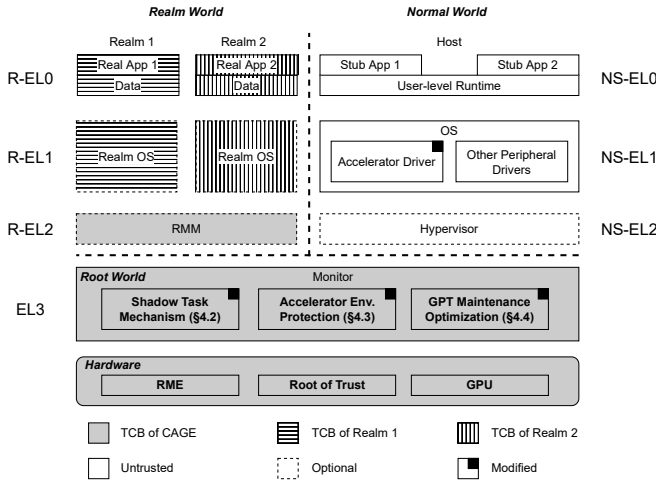 Realm World
Normal World
Realm 1
Realm 2
Host
R-EL0
Real App 1
Data
Real App 2
Data
Stub App 1
Stub App 2
User-level Runtime
NS-EL0
R-EL1
Realm OS
Realm OS
OS
Accelerator Driver
Other Peripheral
Drivers
NS-EL1
R-EL2
RMM
Hypervisor
NS-EL2
Root World
Monitor
EL3
Shadow Task
Mechanism (§4.2)
Accelerator Env.
Protection (§4.3)
GPT Maintenance
Optimization (§4.4)
Hardware
RME
Root of Trust
GPU
TCB of CAGE
TCB of Realm 1
TCB of Realm 2
Untrusted
Optional
Modified